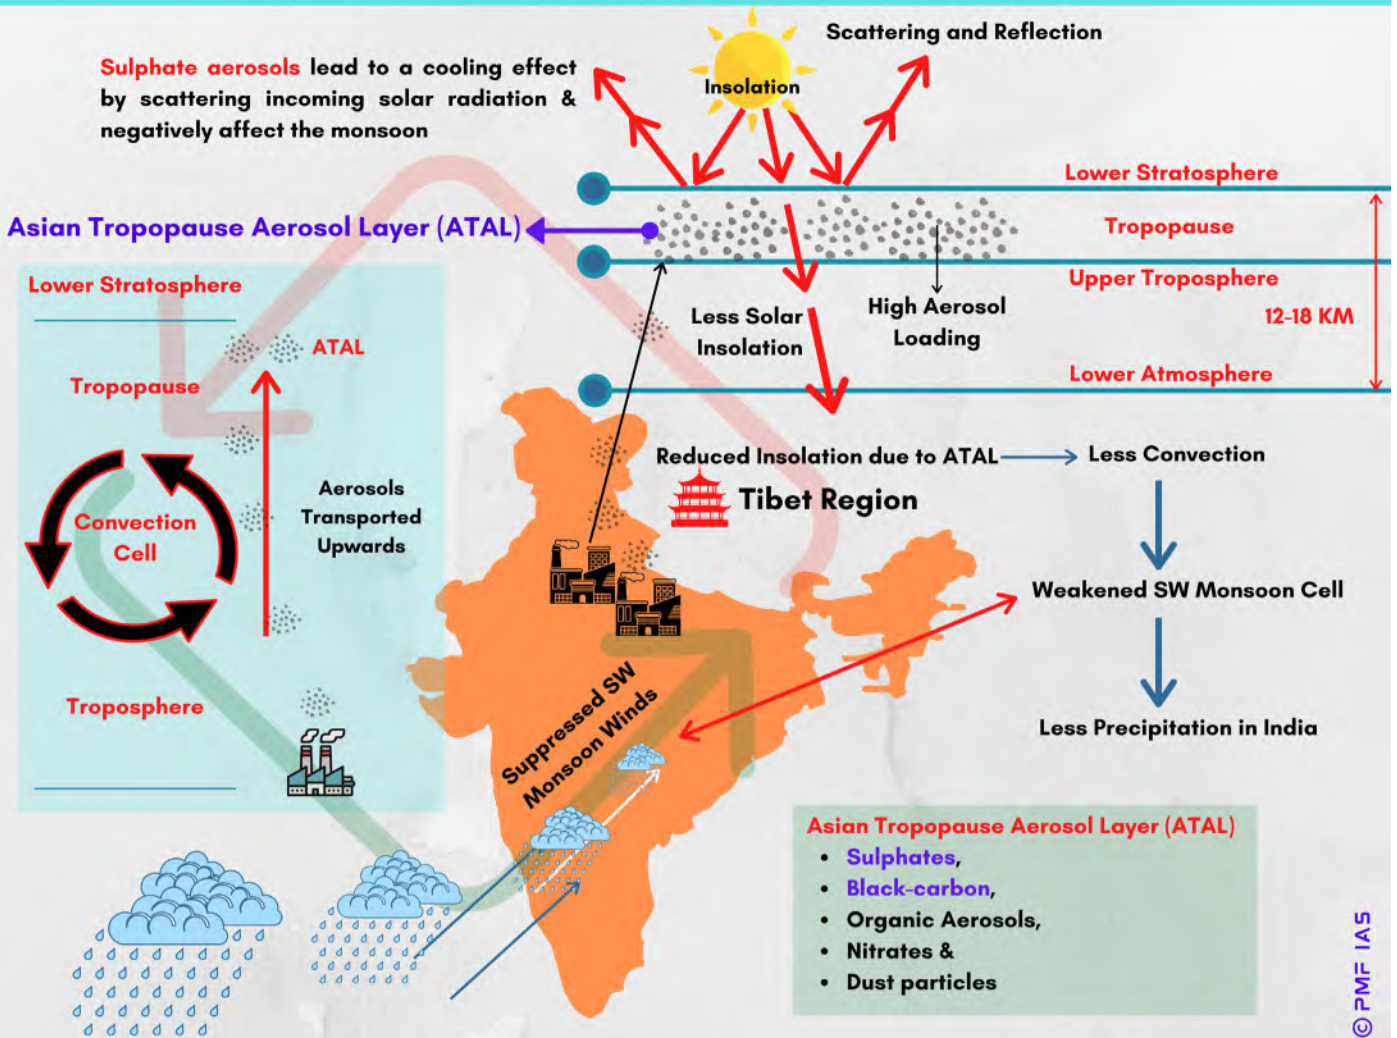 Scattering and Reflection
Insolation
Sulphate aerosols lead to a cooling effect
by scattering incoming solar radiation &
negatively affect the monsoon
Lower Stratosphere
Asian Tropopause Aerosol Layer (ATAL)
Tropopause
Upper Troposphere
12-18 KM
High Aerosol
Loading
Less Solar
Insolation
Lower Atmosphere
Lower Stratosphere
ATAL
Tropopause
Convection
Cell
Aerosols
Transported
Upwards
Troposphere
Reduced Insolation due to ATAL
Less Convection
Tibet Region
Weakened SW Monsoon Cell
Less Precipitation in India
Suppressed SW
Monsoon Winds
Asian Tropopause Aerosol Layer (ATAL)
• Sulphates,
• Black-carbon,
• Organic Aerosols,
• Nitrates &
• Dust particles
© PMF IAS